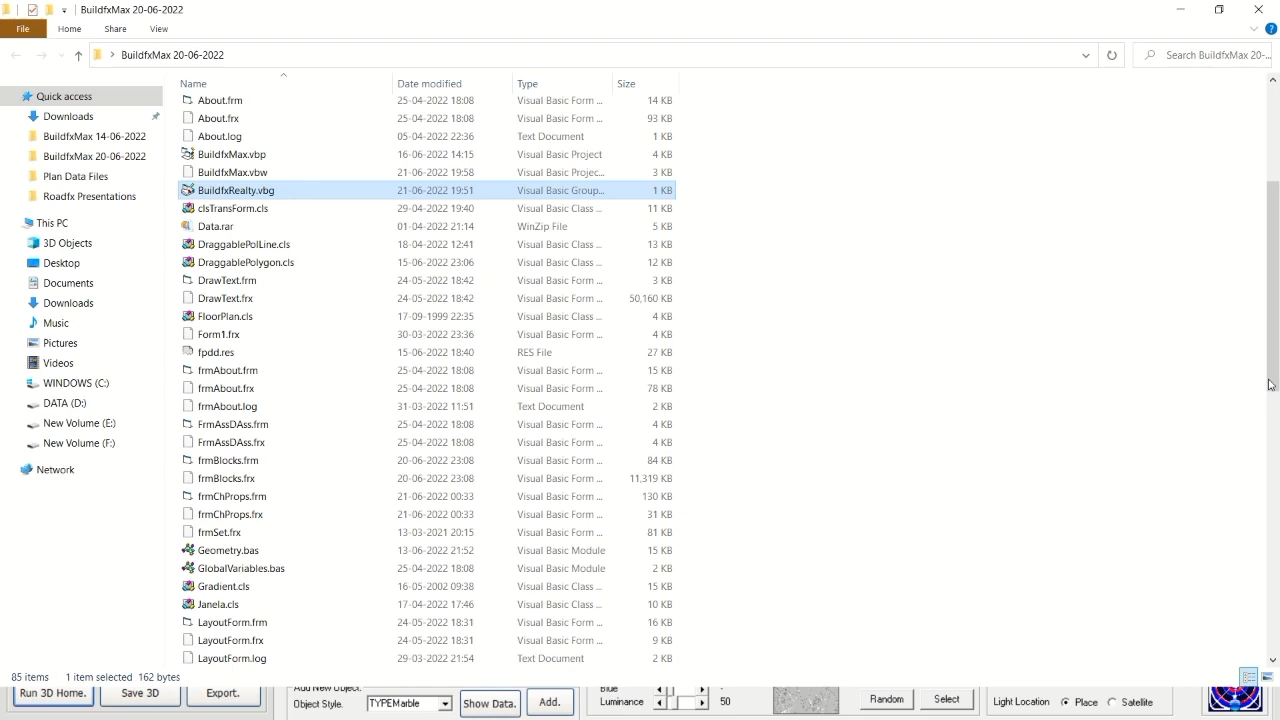 BuildfxMax 20-06-2022
File Home Share View
BuildfxMax 20-06-2022
Search BuildfxMax 20-...
Name Date modified Type Size
Quick access
Downloads
BuildfxMax 14-06-2022
BuildfxMax 20-06-2022
Plan Data Files
Roadfx Presentations
This PC
3D Objects
Desktop
Documents
Downloads
Music
Pictures
Videos
WINDOWS (C:)
DATA (D:)
New Volume (E:)
New Volume (F:)
Network
About.frm 25-04-2022 18:08 Visual Basic Form ... 14 KB
About.frx 25-04-2022 18:08 Visual Basic Form ... 93 KB
About.log 05-04-2022 22:36 Text Document 1 KB
BuildfxMax.vbp 16-06-2022 14:15 Visual Basic Project 4 KB
BuildfxMax.vbw 21-06-2022 19:58 Visual Basic Projec... 3 KB
BuildfxRealty.vbg 21-06-2022 19:51 Visual Basic Group... 1 KB
clsTransForm.cls 29-04-2022 19:40 Visual Basic Class ... 11 KB
Data.rar 01-04-2022 21:14 WinZip File 5 KB
DraggablePolLine.cls 18-04-2022 12:41 Visual Basic Class ... 13 KB
DraggablePolygon.cls 15-06-2022 23:06 Visual Basic Class ... 12 KB
DrawText.frm 24-05-2022 18:42 Visual Basic Form ... 3 KB
DrawText.frx 24-05-2022 18:42 Visual Basic Form ... 50,160 KB
FloorPlan.cls 17-09-1999 22:35 Visual Basic Class ... 4 KB
Form1.frx 30-03-2022 23:36 Visual Basic Form ... 4 KB
fpdd.res 15-06-2022 18:40 RES File 27 KB
frmAbout.frm 25-04-2022 18:08 Visual Basic Form ... 15 KB
frmAbout.frx 25-04-2022 18:08 Visual Basic Form ... 78 KB
frmAbout.log 31-03-2022 11:51 Text Document 2 KB
FrmAssDAss.frm 25-04-2022 18:08 Visual Basic Form ... 4 KB
FrmAssDAss.frx 25-04-2022 18:08 Visual Basic Form ... 4 KB
frmBlocks.frm 20-06-2022 23:08 Visual Basic Form ... 84 KB
frmBlocks.frx 20-06-2022 23:08 Visual Basic Form ... 11,319 KB
frmChProps.frm 21-06-2022 00:33 Visual Basic Form ... 130 KB
frmChProps.frx 21-06-2022 00:33 Visual Basic Form ... 31 KB
frmSet.frx 13-03-2021 20:15 Visual Basic Form ... 81 KB
Geometry.bas 13-06-2022 21:52 Visual Basic Module 15 KB
GlobalVariables.bas 25-04-2022 18:08 Visual Basic Module 2 KB
Gradient.cls 16-05-2002 09:38 Visual Basic Class ... 15 KB
Janela.cls 17-04-2022 17:46 Visual Basic Class ... 10 KB
LayoutForm.frm 24-05-2022 18:31 Visual Basic Form ... 16 KB
LayoutForm.frx 24-05-2022 18:31 Visual Basic Form ... 9 KB
LayoutForm.log 29-03-2022 21:54 Text Document 2 KB
85 items 1 item selected 162 bytes
Run 3D Home. Save 3D Export. Add New Object. Object Style. TYPEMarble Show Data. Add. Blue Luminance 50 Random Select Light Location Place Satellite